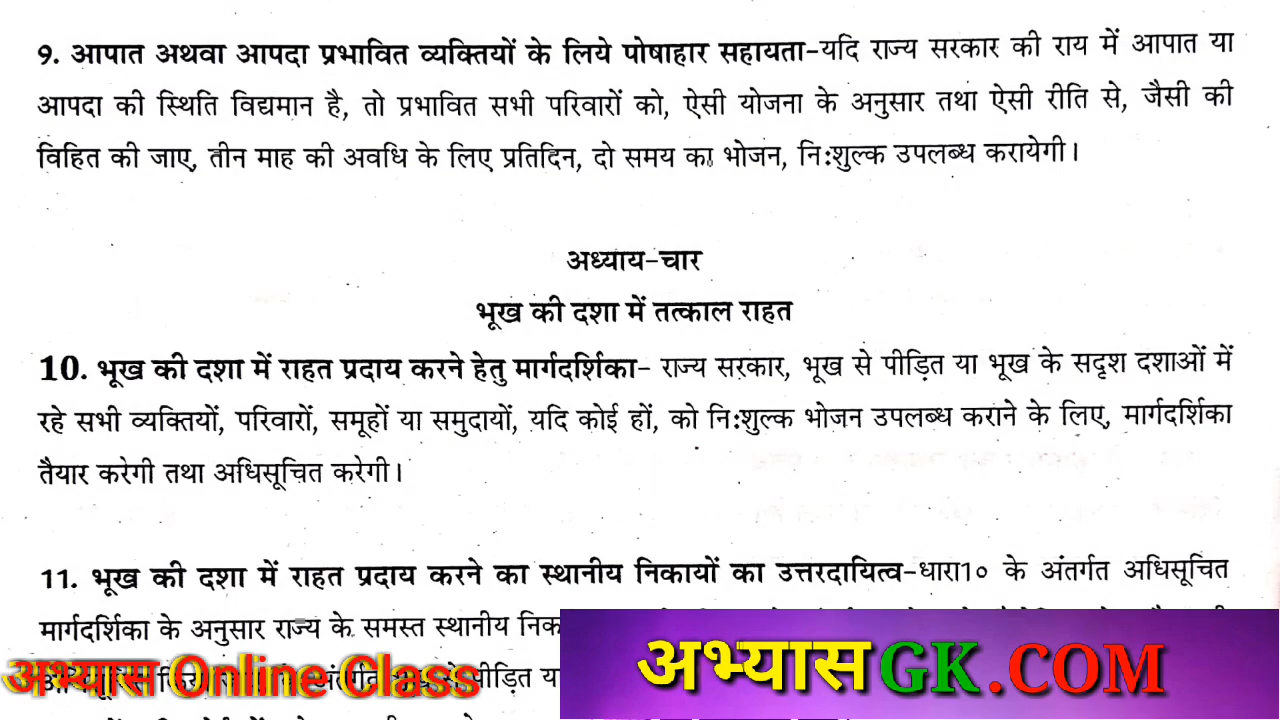 9. आपात अथवा आपदा प्रभावित व्यक्तियों के लिये पोषाहार सहायता-यदि राज्य सरकार की राय में आपात या
आपदा की स्थिति विद्यमान है, तो प्रभावित सभी परिवारों को, ऐसी योजना के अनुसार तथा ऐसी रीति से, जैसी की
विहित की जाए, तीन माह की अवधि के लिए प्रतिदिन, दो समय का भोजन, नि:शुल्क उपलब्ध करायेगी।
अध्याय-चार
भूख की दशा में तत्काल राहत
10. भूख की दशा में राहत प्रदाय करने हेतु मार्गदर्शिका- राज्य सरकार, भूख से पीड़ित या भूख के सदृश दशाओं में
रहे सभी व्यक्तियों, परिवारों, समूहों या समुदायों, यदि कोई हों, को नि:शुल्क भोजन उपलब्ध कराने के लिए, मार्गदर्शिका
तैयार करेगी तथा अधिसूचित करेगी।
11. भूख की दशा में राहत प्रदाय करने का स्थानीय निकायों का उत्तरदायित्व-धारा1० के अंतर्गत अधिसूचित
मार्गदर्शिका के अनुसार राज्य के समस्त स्थानीय
पीड़ित या
अभ्यास Online Class
अभ्यासGK.COM